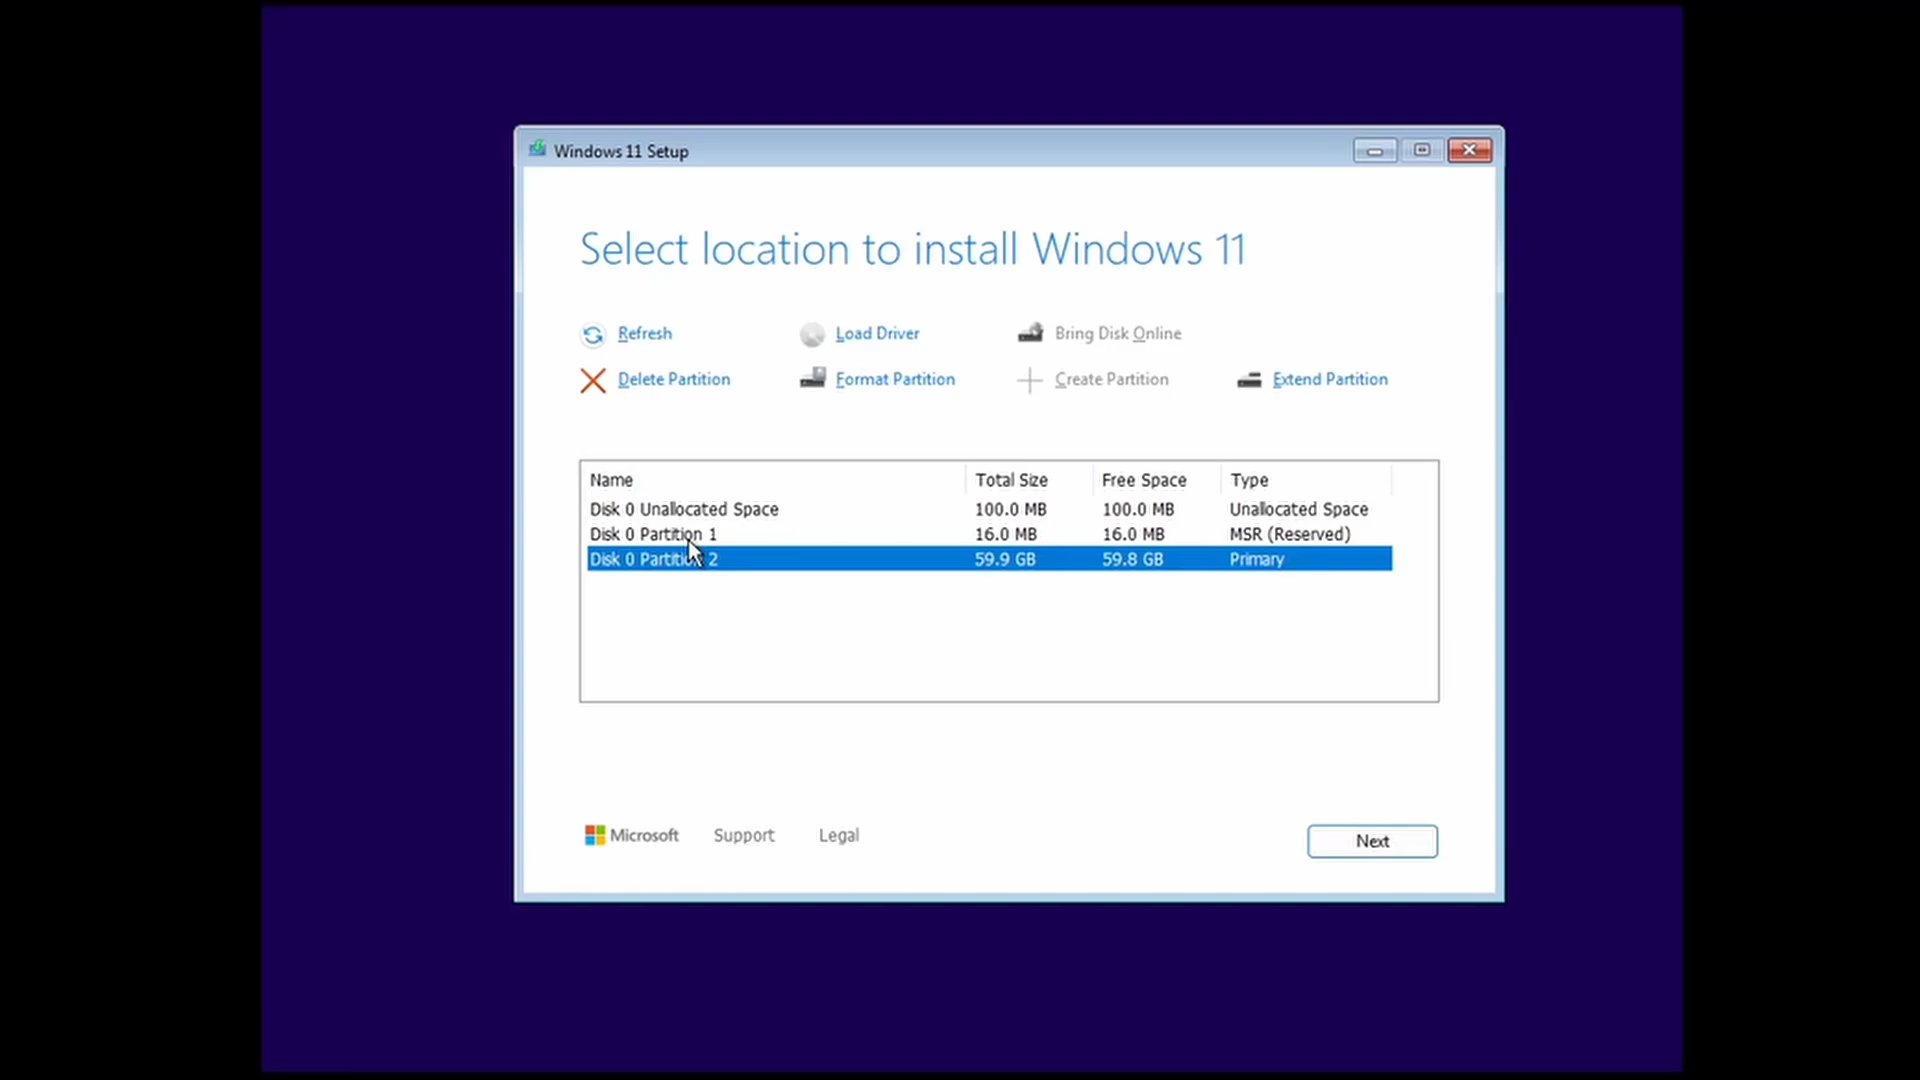 Windows 11 Setup
Select location to install Windows 11
Refresh Load Driver Bring Disk Online
Delete Partition Format Partition Create Partition Extend Partition
Name Total Size Free Space Type
Disk 0 Unallocated Space 100.0 MB 100.0 MB Unallocated Space
Disk 0 Partition 1 16.0 MB 16.0 MB MSR (Reserved)
Disk 0 Partition 2 59.9 GB 59.8 GB Primary
Microsoft Support Legal
Next